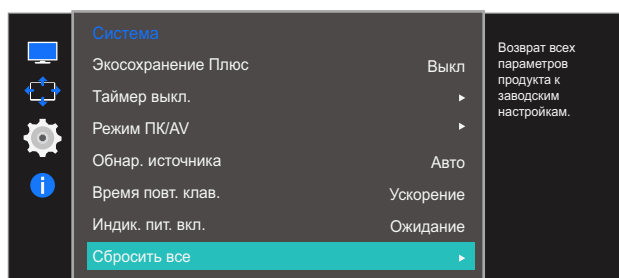 Система
Экосохранение Плюс Выкл
Таймер выкл.
Режим ПК/AV
Обнар. источника Авто
Время повт. клав. Ускорение
Индик. пит. вкл. Ожидание
Сбросить все
Возврат всех
параметров
продукта к
заводским
настройкам.